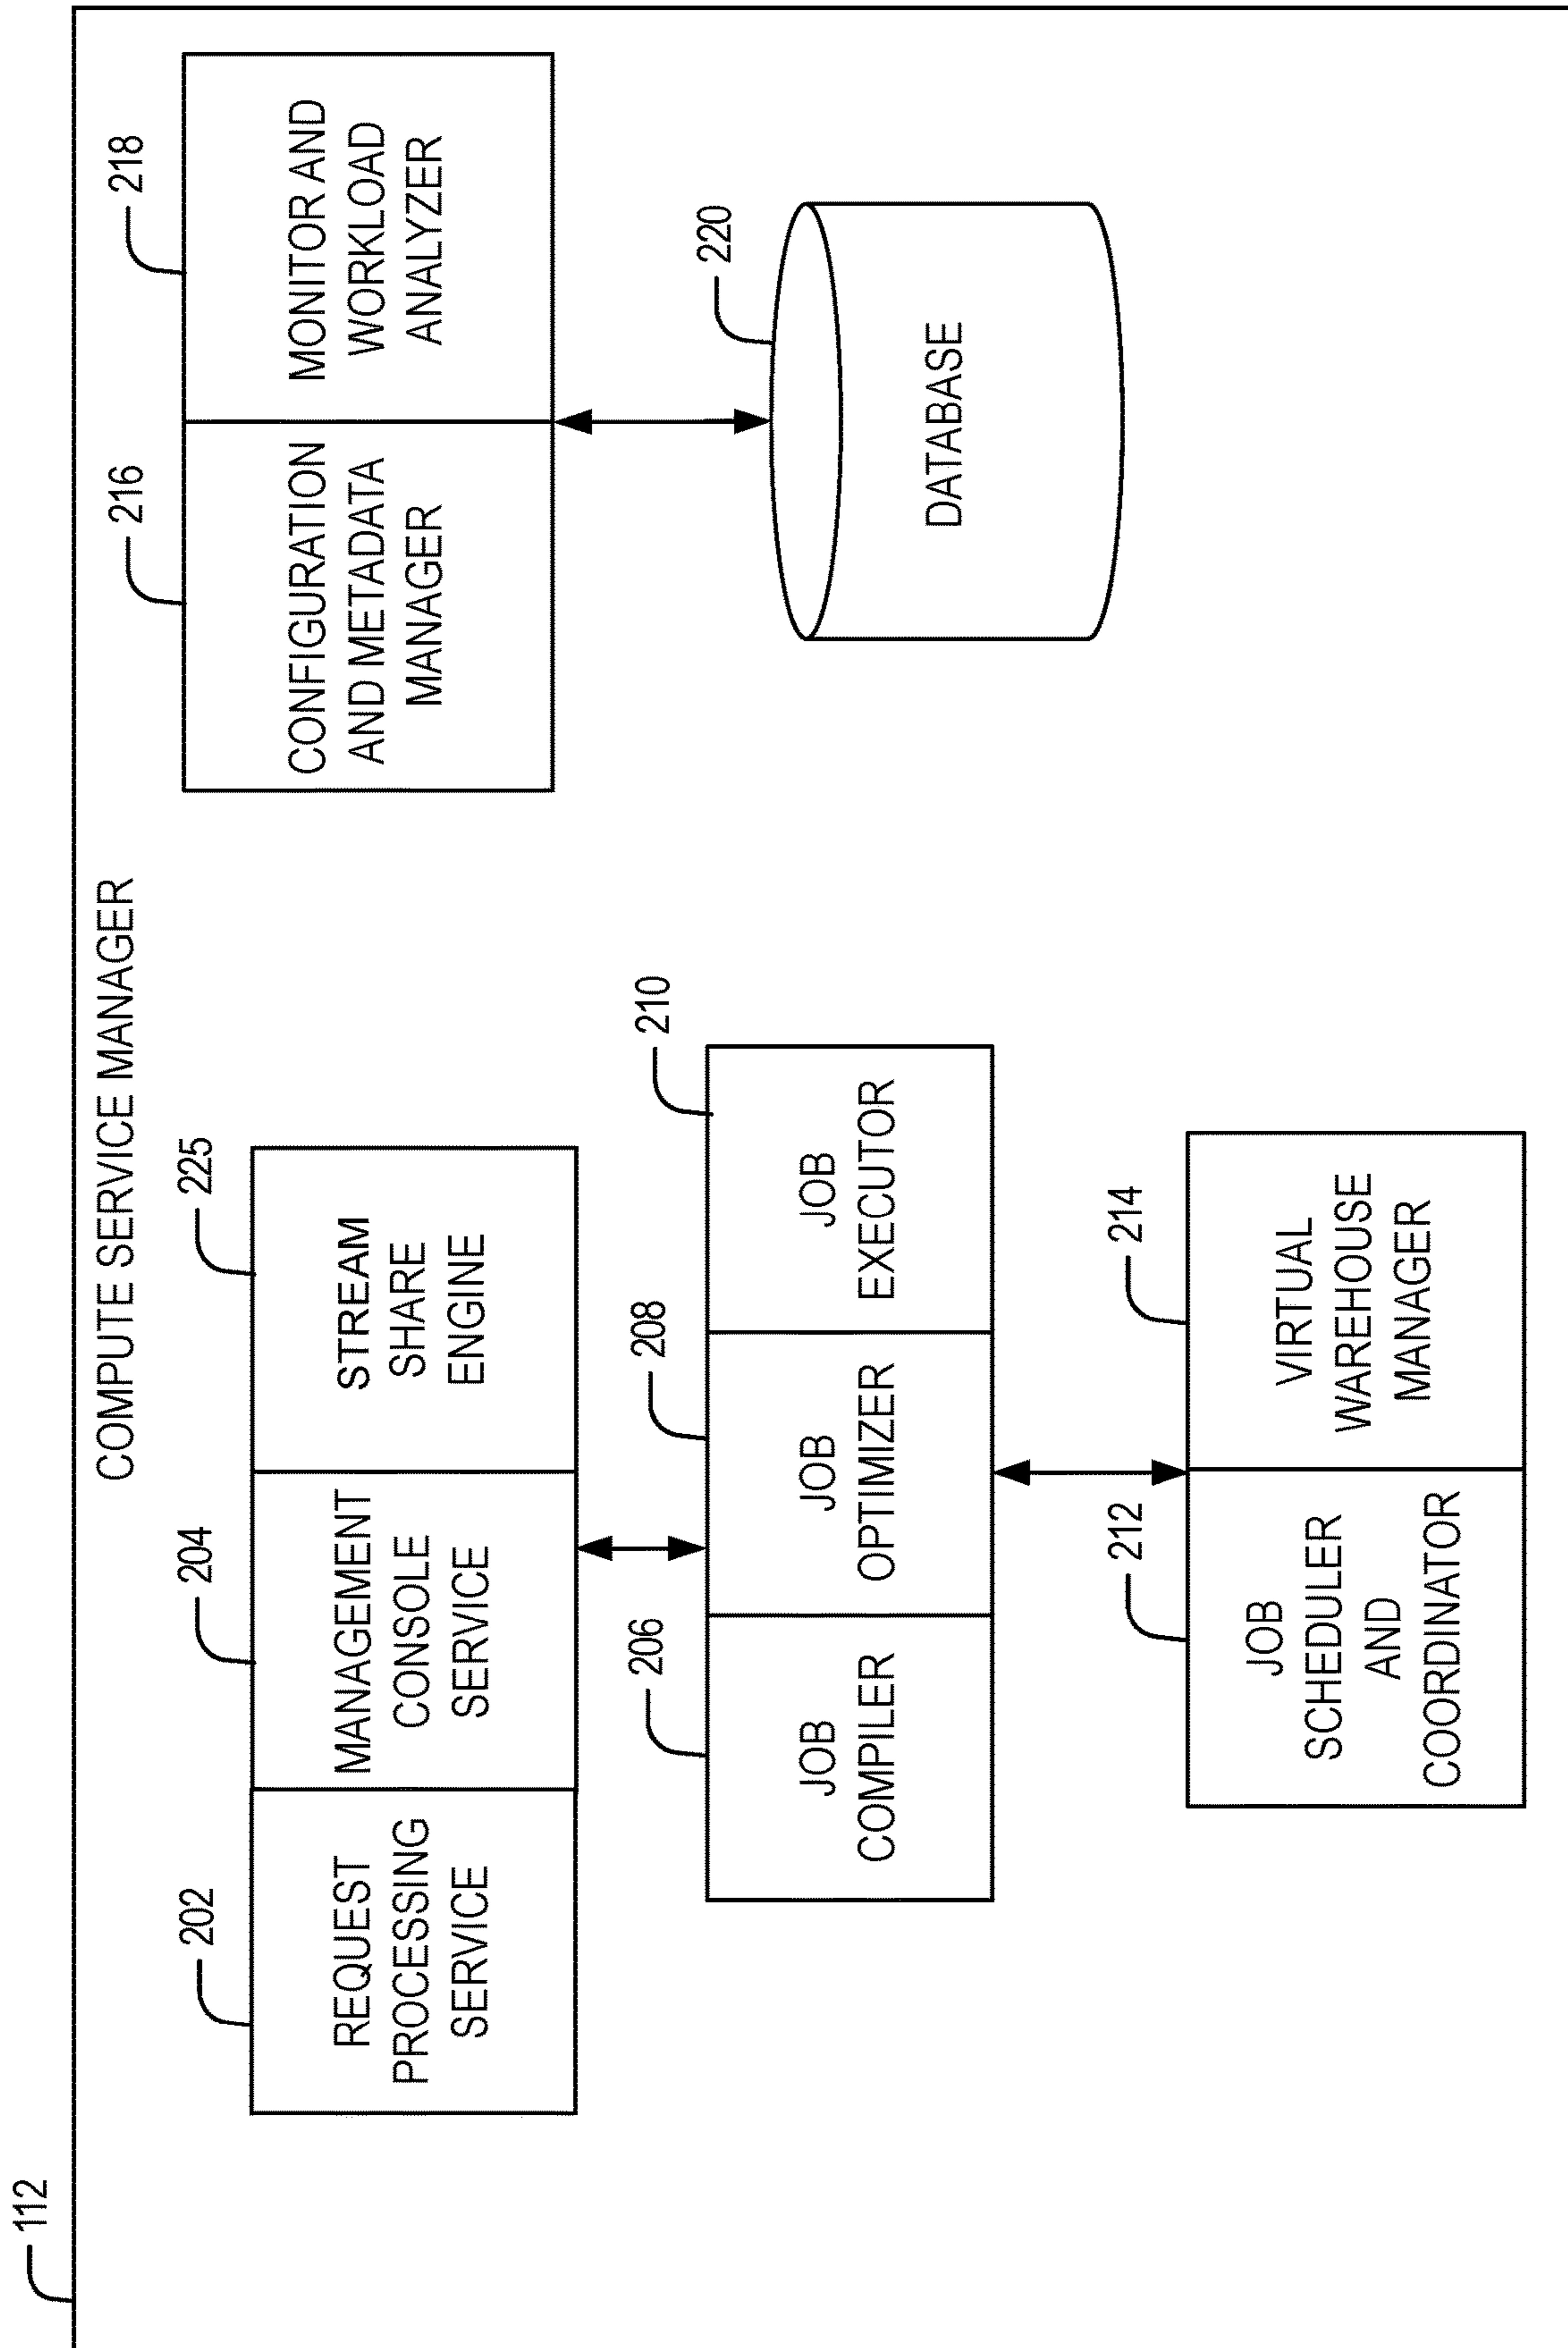 112
COMPUTE SERVICE MANAGER
202
REQUEST
PROCESSING
SERVICE
204
MANAGEMENT
CONSOLE
SERVICE
225
STREAM
SHARE
ENGINE
206
JOB
COMPILER
208
JOB
OPTIMIZER
210
JOB
EXECUTOR
212
JOB
SCHEDULER
AND
COORDINATOR
214
VIRTUAL
WAREHOUSE
MANAGER
216
CONFIGURATION
AND METADATA
MANAGER
218
MONITOR AND
WORKLOAD
ANALYZER
220
DATABASE